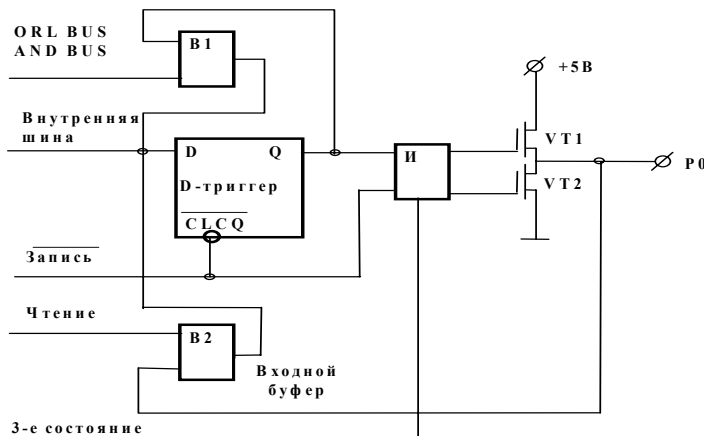 ORL BUS
AND BUS
B1
+5В
Внутренняя
шина
D Q
D-триггер
CLCQ
И
VT1
VT2
P0
Запись
Чтение
B2
Входной
буфер
3-е состояние